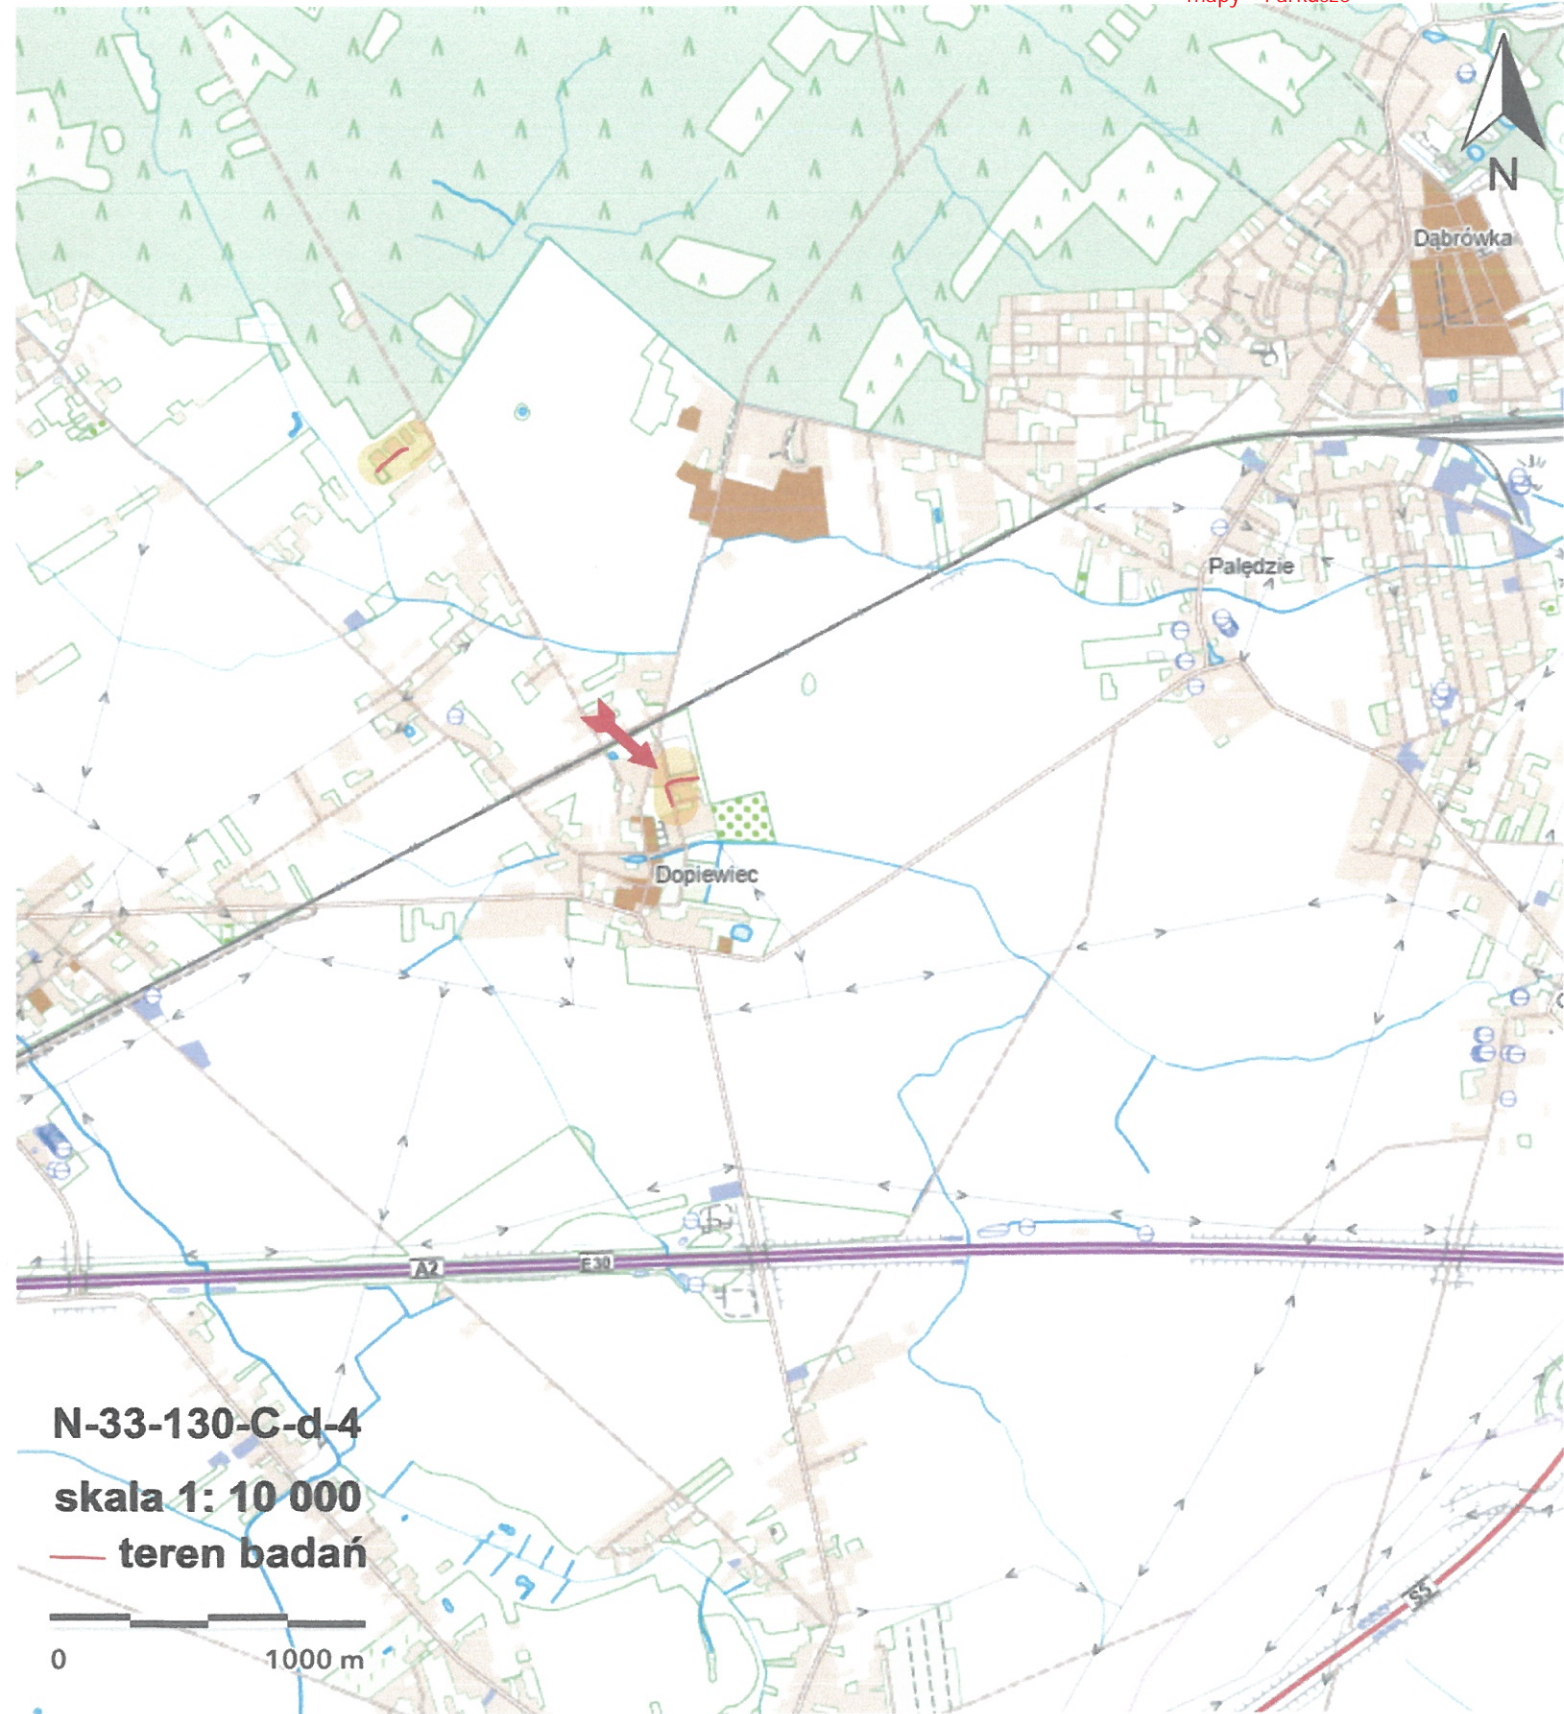 N
Dąbrówka
Palędzie
Dopiewiec
A2
E30
N-33-130-C-d-4
skala 1: 10 000
teren badań
0 1000 m
S5